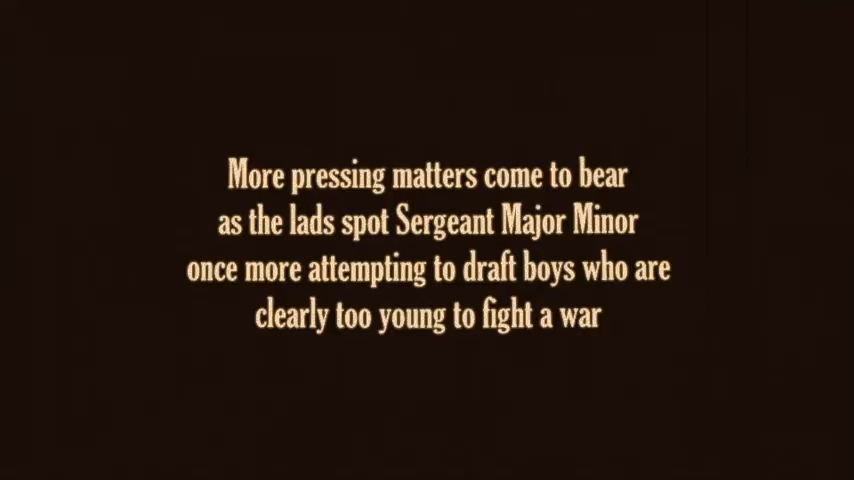 More pressing matters come to bear
as the lads spot Sergeant Major Minor
once more attempting to draft boys who are
clearly too young to fight a war